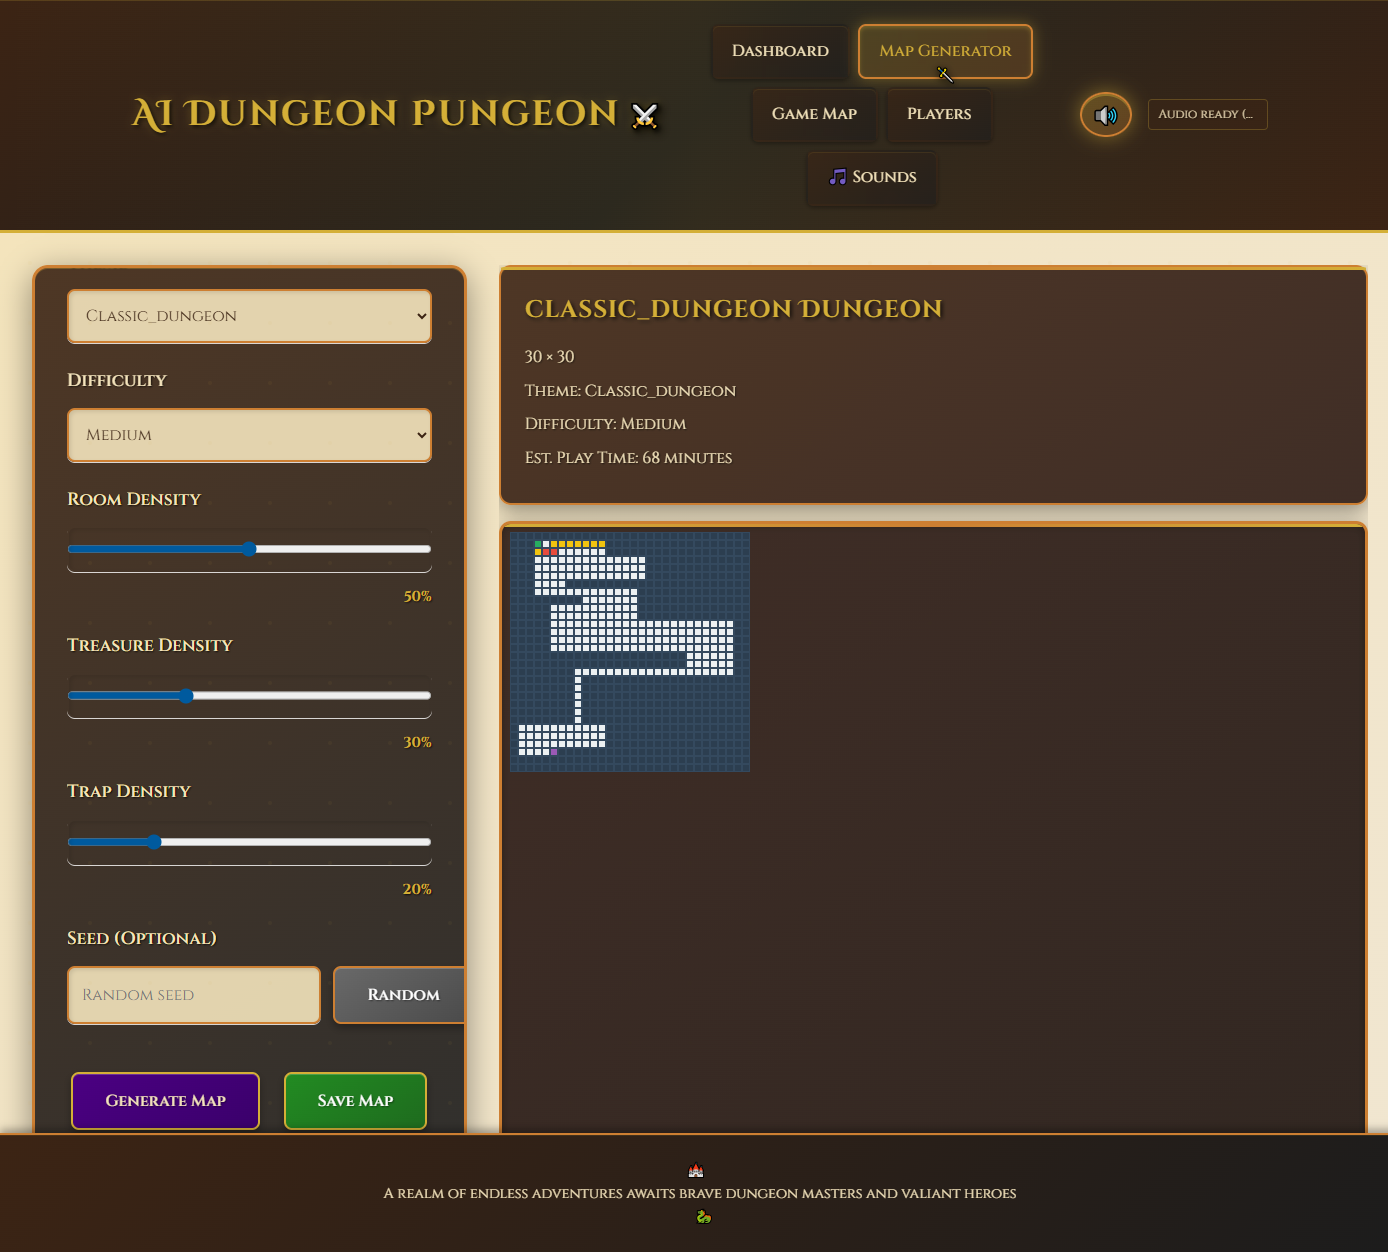 AI Dungeon Pungeon ⚔️
Dashboard
Map Generator
Game Map
Players
🎵 Sounds
🔊
Audio ready (...
Classic_dungeon
Difficulty
Medium
Room Density
50%
Treasure Density
30%
Trap Density
20%
Seed (Optional)
Random seed
Random
Generate Map
Save Map
classic_dungeon Dungeon
30 × 30
Theme: Classic_dungeon
Difficulty: Medium
Est. Play Time: 68 minutes
🏰
A realm of endless adventures awaits brave dungeon masters and valiant heroes
🐉